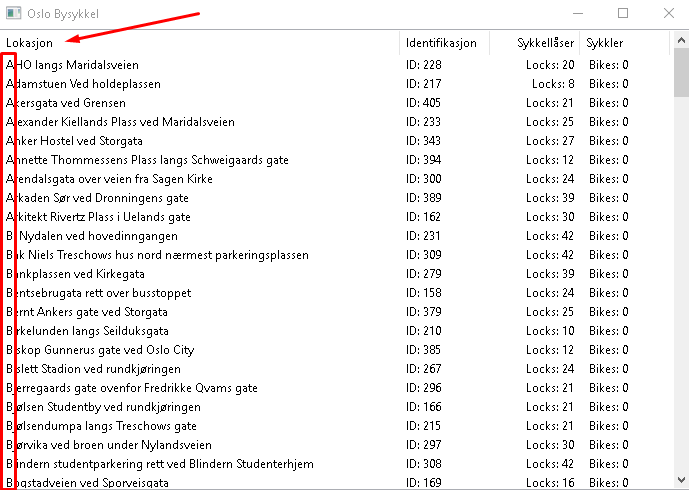 Oslo Bysykkel
Lokasjon Identifikasjon Sykkellåser Sykkler
AHO langs Maridalsveien ID: 228 Locks: 20 Bikes: 0
Adamstuen Ved holdeplassen ID: 217 Locks: 8 Bikes: 0
Akersgata ved Grensen ID: 405 Locks: 21 Bikes: 0
Alexander Kiellands Plass ved Maridalsveien ID: 233 Locks: 25 Bikes: 0
Anker Hostel ved Storgata ID: 343 Locks: 27 Bikes: 0
Annette Thommessens Plass langs Schweigaards gate ID: 394 Locks: 12 Bikes: 0
Arendalsgata over veien fra Sagen Kirke ID: 300 Locks: 24 Bikes: 0
Arkaden Sør ved Dronningens gate ID: 389 Locks: 39 Bikes: 0
Arkitekt Rivertz Plass i Uelands gate ID: 162 Locks: 30 Bikes: 0
BI Nydalen ved hovedinngangen ID: 231 Locks: 42 Bikes: 0
Bak Niels Treschows hus nord nærmest parkeringsplassen ID: 309 Locks: 42 Bikes: 0
Bankplassen ved Kirkegata ID: 279 Locks: 39 Bikes: 0
Bentsebrugata rett over busstoppet ID: 158 Locks: 24 Bikes: 0
Bernt Ankers gate ved Storgata ID: 379 Locks: 25 Bikes: 0
Birkelunden langs Seilduksgata ID: 210 Locks: 10 Bikes: 0
Biskop Gunnerus gate ved Oslo City ID: 385 Locks: 12 Bikes: 0
Bislett Stadion ved rundkjøringen ID: 267 Locks: 24 Bikes: 0
Bjerregaards gate ovenfor Fredrikke Qvams gate ID: 296 Locks: 21 Bikes: 0
Bjølsen Studentby ved rundkjøringen ID: 166 Locks: 21 Bikes: 0
Bjølsendumpa langs Treschows gate ID: 215 Locks: 21 Bikes: 0
Bjørvika ved broen under Nylandsveien ID: 297 Locks: 30 Bikes: 0
Blindern studentparkering rett ved Blindern Studenterhjem ID: 308 Locks: 42 Bikes: 0
Bogstadveien ved Sporveisgata ID: 169 Locks: 16 Bikes: 0